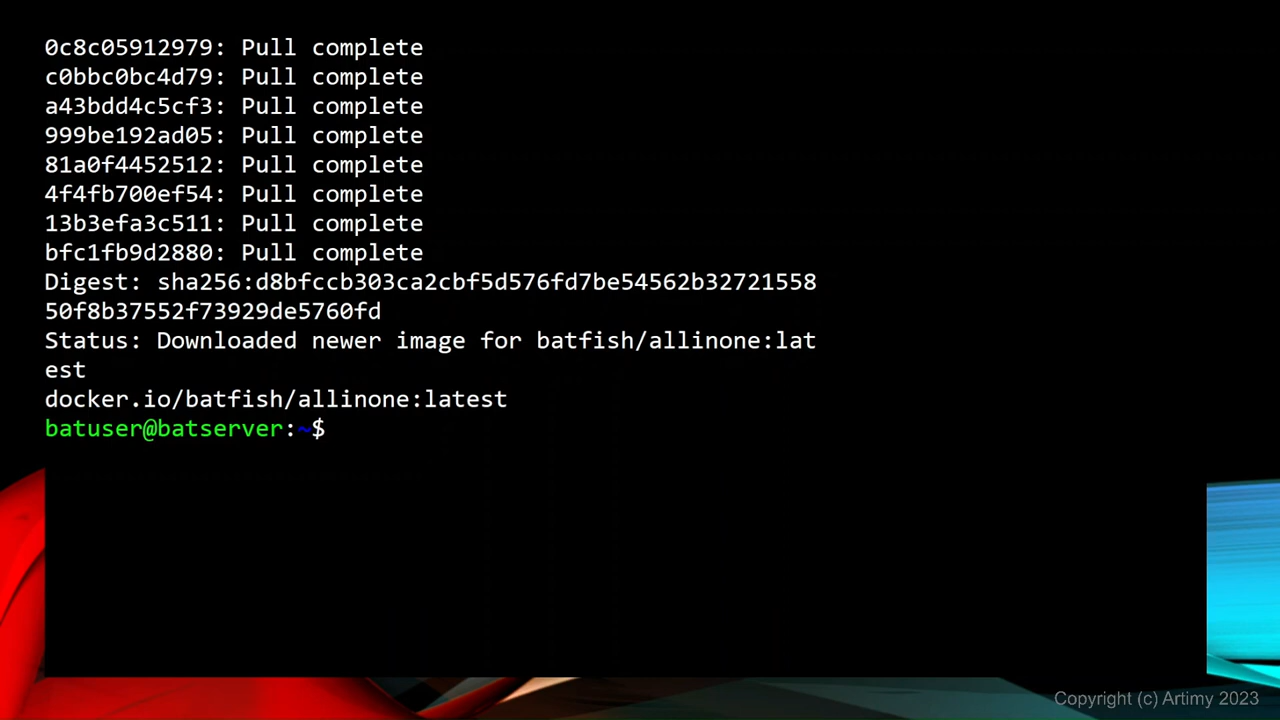 0c8c05912979: Pull complete
c0bbc0bc4d79: Pull complete
a43bdd4c5cf3: Pull complete
999be192ad05: Pull complete
81a0f4452512: Pull complete
4f4fb700ef54: Pull complete
13b3efa3c511: Pull complete
bfc1fb9d2880: Pull complete
Digest: sha256:d8bfccb303ca2cbf5d576fd7be54562b32721558
50f8b37552f73929de5760fd
Status: Downloaded newer image for batfish/allinone:lat
est
docker.io/batfish/allinone:latest
batuser@batserver:~$
Copyright (c) Artimy 2023